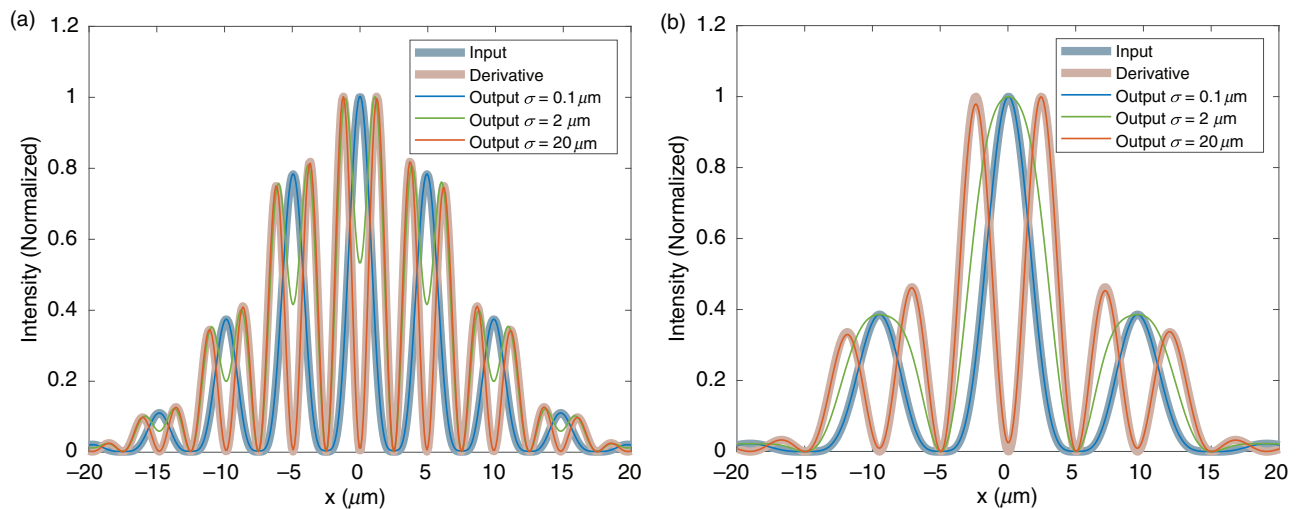 (a)
1.2
1
0.8
0.6
0.4
0.2
0
Intensity (Normalized)
−20
−15
−10
−5
0
5
10
15
20
x (μm)
Input
Derivative
Output σ = 0.1 μm
Output σ = 2 μm
Output σ = 20 μm
(b)
1.2
1
0.8
0.6
0.4
0.2
0
Intensity (Normalized)
−20
−15
−10
−5
0
5
10
15
20
x (μm)
Input
Derivative
Output σ = 0.1 μm
Output σ = 2 μm
Output σ = 20 μm